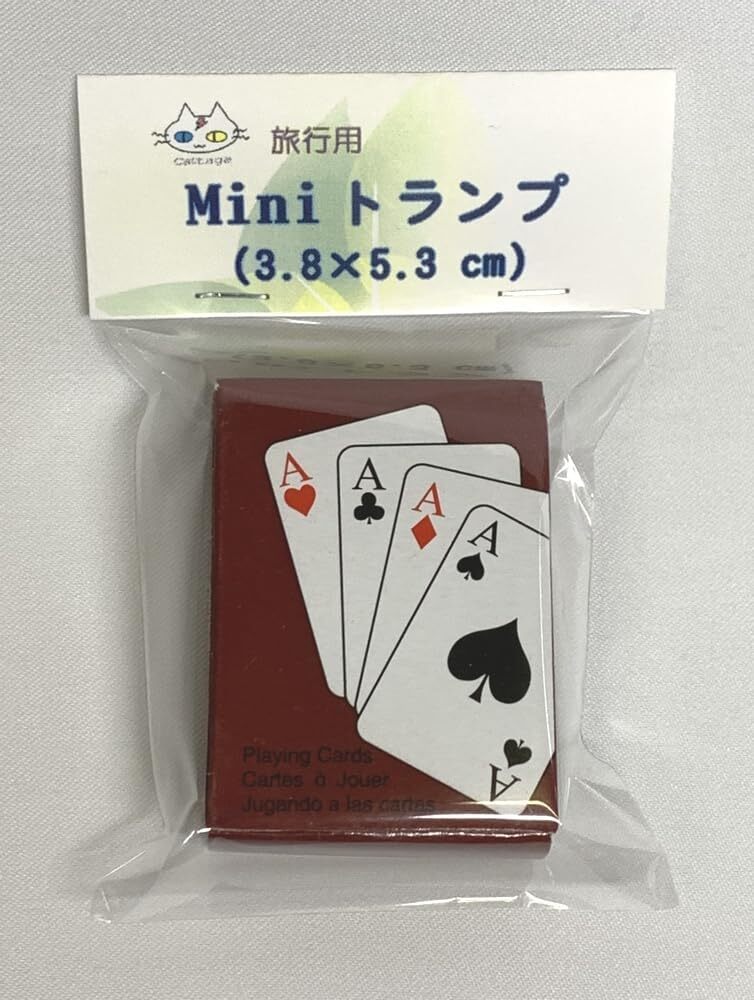 Cattage
旅行用
Mini トランプ
(3.8×5.3 cm)
A
A
A
A
A
Playing Cards
Cartes à Jouer
Jugando a las cartas